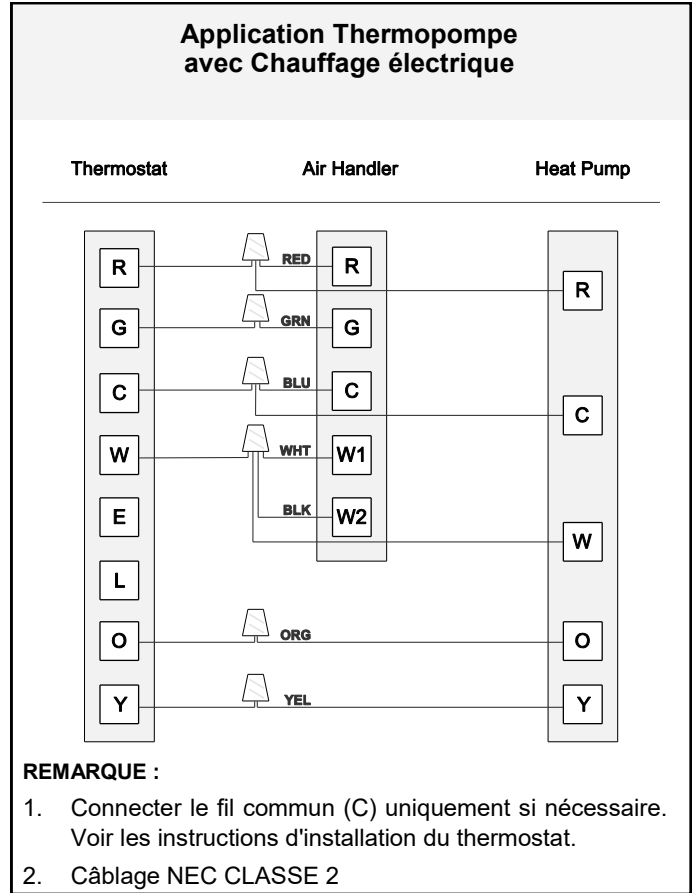 Application Thermopompe
avec Chauffage électrique
Thermostat Air Handler Heat Pump
R RED R
R
G GRN G
C BLU C
C
W WHT W1
E BLK W2
W
L
O ORG O
Y YEL Y
REMARQUE :
1. Connecter le fil commun (C) uniquement si nécessaire.
Voir les instructions d'installation du thermostat.
2. Câblage NEC CLASSE 2